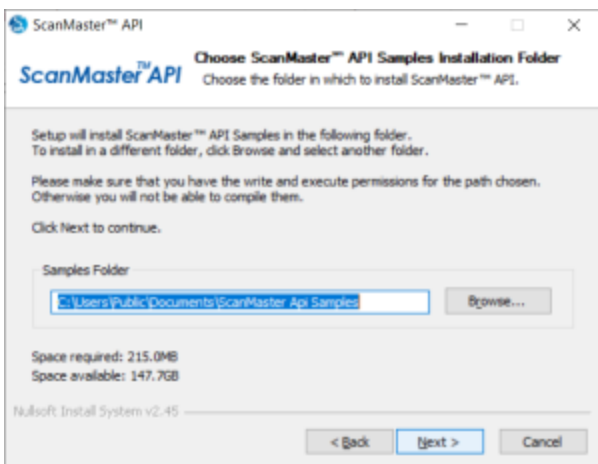 ScanMaster™ API
ScanMaster™API
Choose ScanMaster™ API Samples Installation Folder
Choose the folder in which to install ScanMaster™ API.
Setup will install ScanMaster™ API Samples in the following folder.
To install in a different folder, click Browse and select another folder.
Please make sure that you have the write and execute permissions for the path chosen.
Otherwise you will not be able to compile them.
Click Next to continue.
Samples Folder
C:\Users\Public\Documents\ScanMaster Api Samples
Browse...
Space required: 215.0MB
Space available: 147.7GB
Nullsoft Install System v2.45
< Back
Next >
Cancel